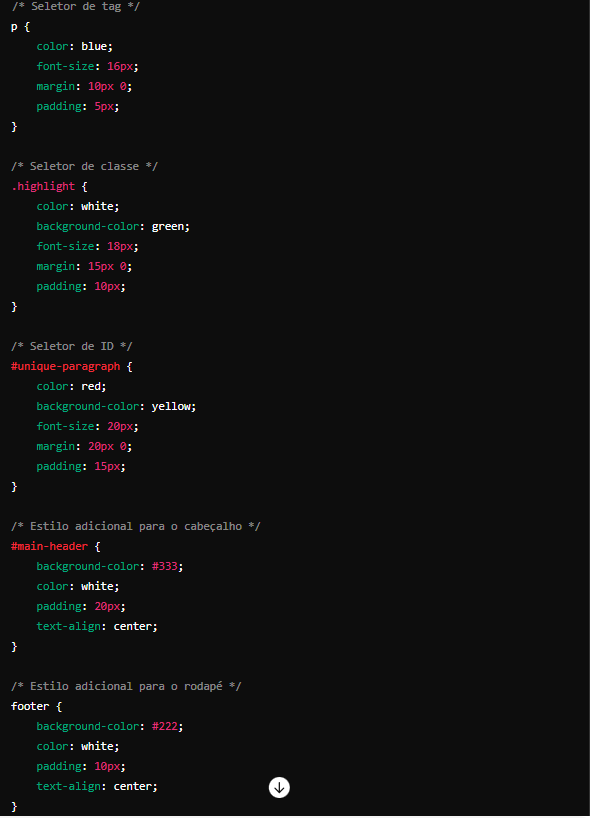 /* Seletor de tag */
p {
    color: blue;
    font-size: 16px;
    margin: 10px 0;
    padding: 5px;
}

/* Seletor de classe */
.highlight {
    color: white;
    background-color: green;
    font-size: 18px;
    margin: 15px 0;
    padding: 10px;
}

/* Seletor de ID */
#unique-paragraph {
    color: red;
    background-color: yellow;
    font-size: 20px;
    margin: 20px 0;
    padding: 15px;
}

/* Estilo adicional para o cabeçalho */
#main-header {
    background-color: #333;
    color: white;
    padding: 20px;
    text-align: center;
}

/* Estilo adicional para o rodapé */
footer {
    background-color: #222;
    color: white;
    padding: 10px;
    text-align: center;
}